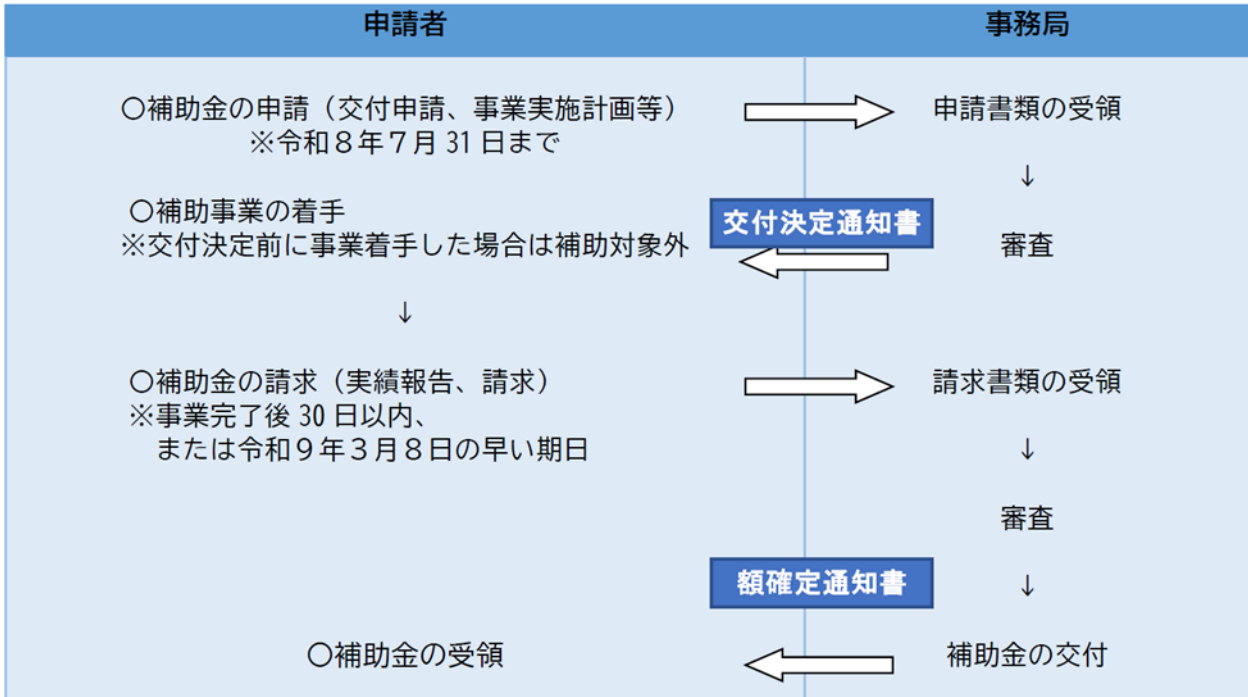 申請者
事務局
〇補助金の申請（交付申請、事業実施計画等）
申請書類の受領
※令和８年７月 31 日まで
↓
〇補助事業の着手
※交付決定前に事業着手した場合は補助対象外
交付決定通知書
審査
↓
〇補助金の請求（実績報告、請求）
請求書類の受領
※事業完了後 30 日以内、
または令和９年３月８日の早い期日
↓
審査
額確定通知書
↓
〇補助金の受領
補助金の交付